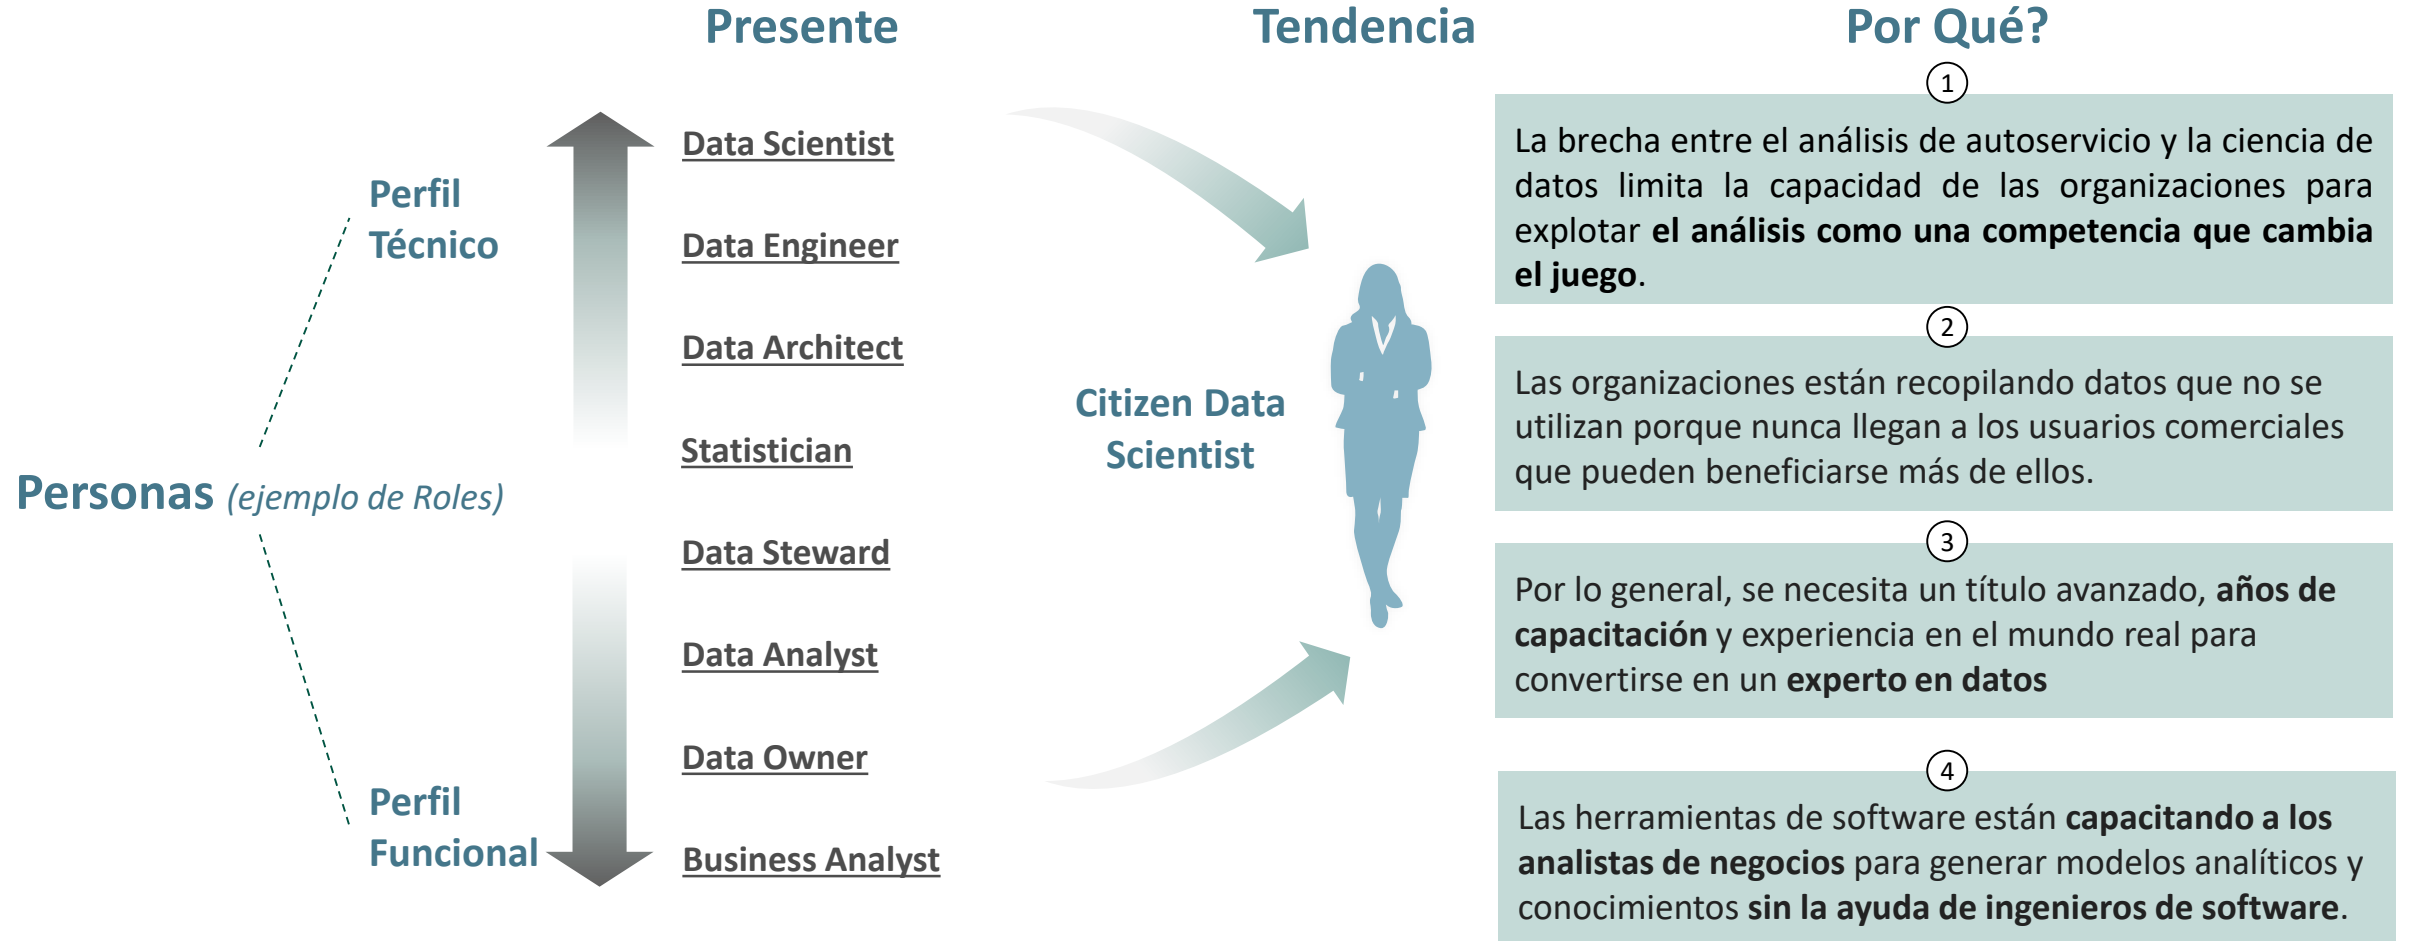 Presente
Tendencia
Por Qué?
Personas (ejemplo de Roles)
Perfil
Técnico
Perfil
Funcional
Data Scientist
Data Engineer
Data Architect
Statistician
Data Steward
Data Analyst
Data Owner
Business Analyst
Citizen Data
Scientist
1
La brecha entre el análisis de autoservicio y la ciencia de
datos limita la capacidad de las organizaciones para
explotar el análisis como una competencia que cambia
el juego.
2
Las organizaciones están recopilando datos que no se
utilizan porque nunca llegan a los usuarios comerciales
que pueden beneficiarse más de ellos.
3
Por lo general, se necesita un título avanzado, años de
capacitación y experiencia en el mundo real para
convertirse en un experto en datos
4
Las herramientas de software están capacitando a los
analistas de negocios para generar modelos analíticos y
conocimientos sin la ayuda de ingenieros de software.